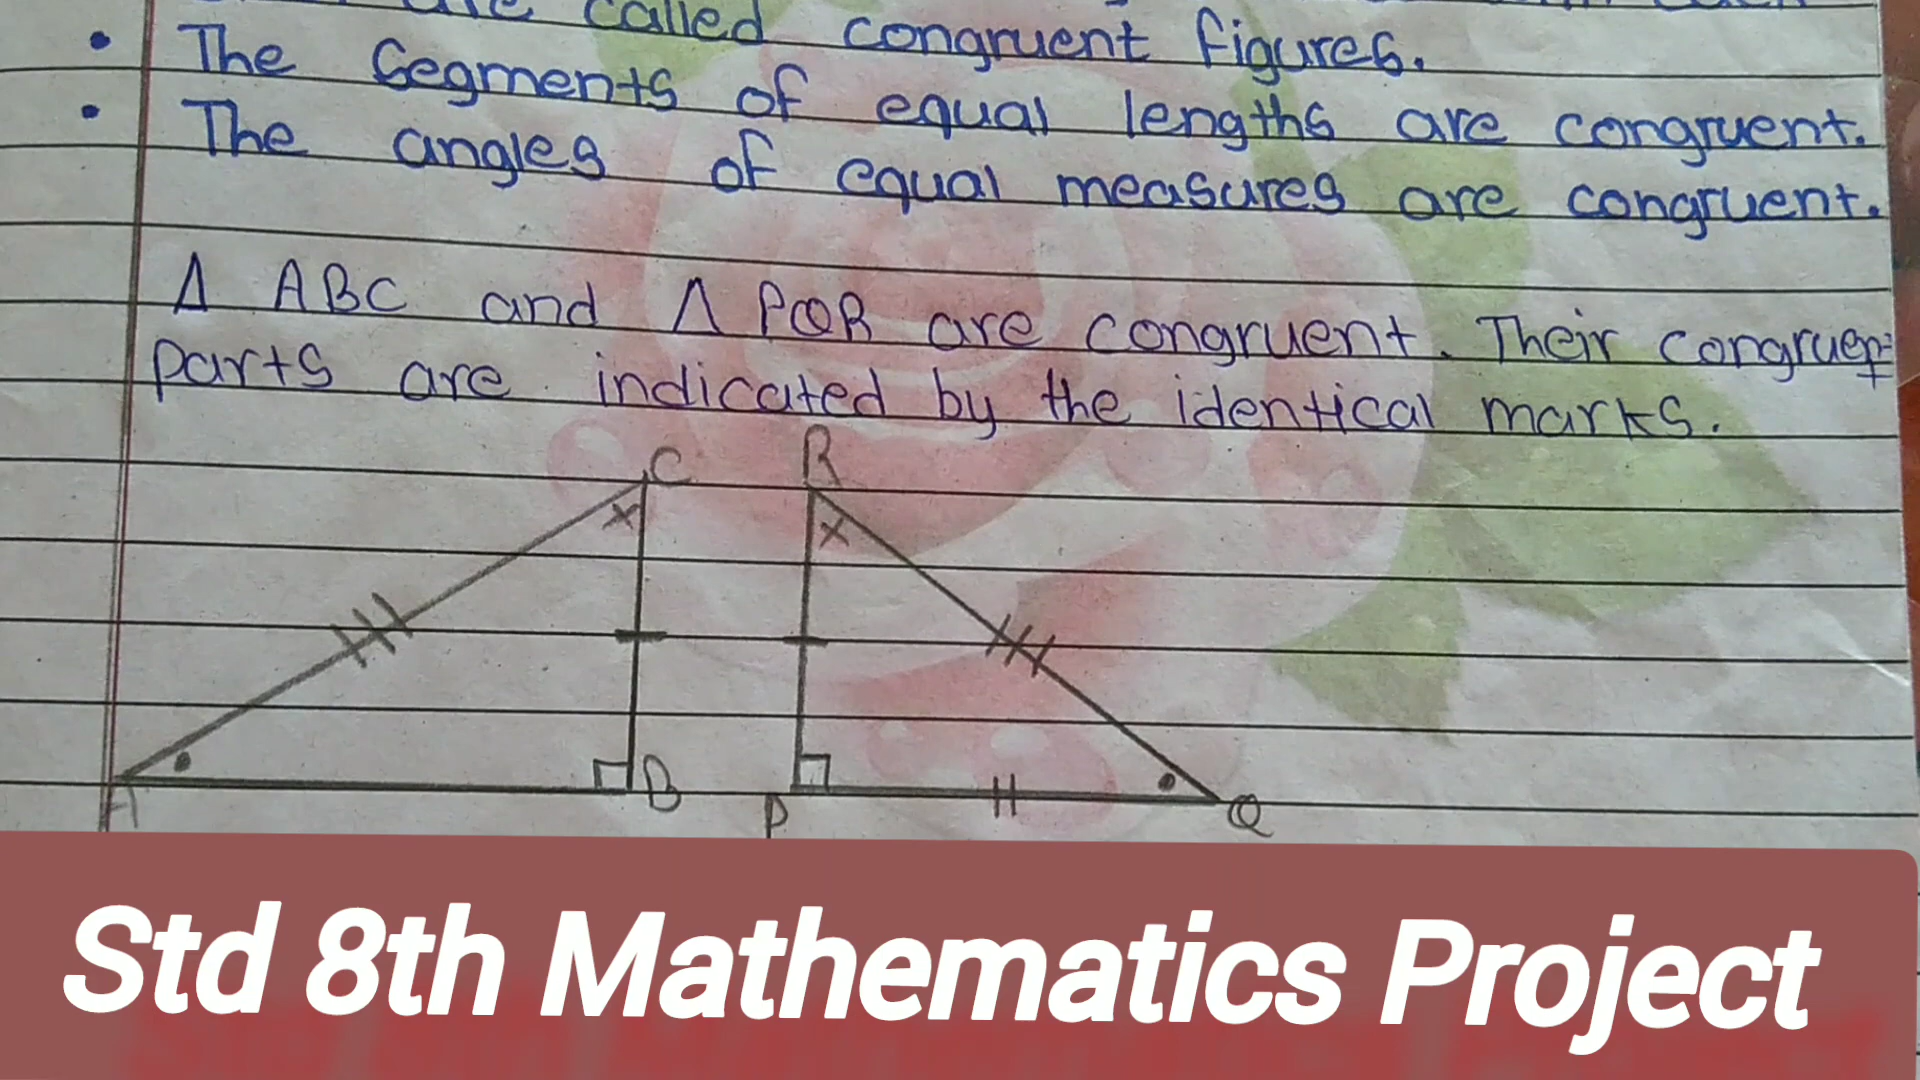 are called congruent figures.
• The segments of equal lengths are congruent.
• The angles of equal measures are congruent.
Δ ABC and Δ PQR are congruent. Their congruent
parts are indicated by the identical marks.
C R
x x
A B P Q
Std 8th Mathematics Project